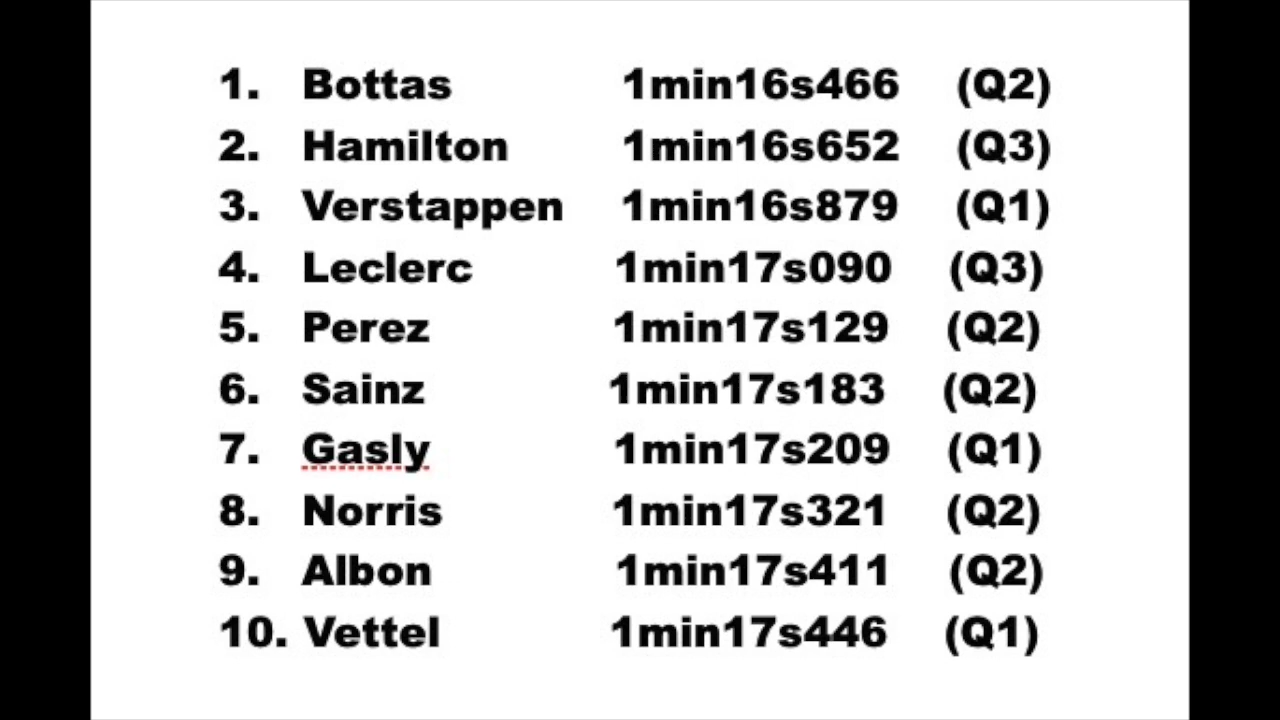 1. Bottas 1min16s466 (Q2)
2. Hamilton 1min16s652 (Q3)
3. Verstappen 1min16s879 (Q1)
4. Leclerc 1min17s090 (Q3)
5. Perez 1min17s129 (Q2)
6. Sainz 1min17s183 (Q2)
7. Gasly 1min17s209 (Q1)
8. Norris 1min17s321 (Q2)
9. Albon 1min17s411 (Q2)
10. Vettel 1min17s446 (Q1)